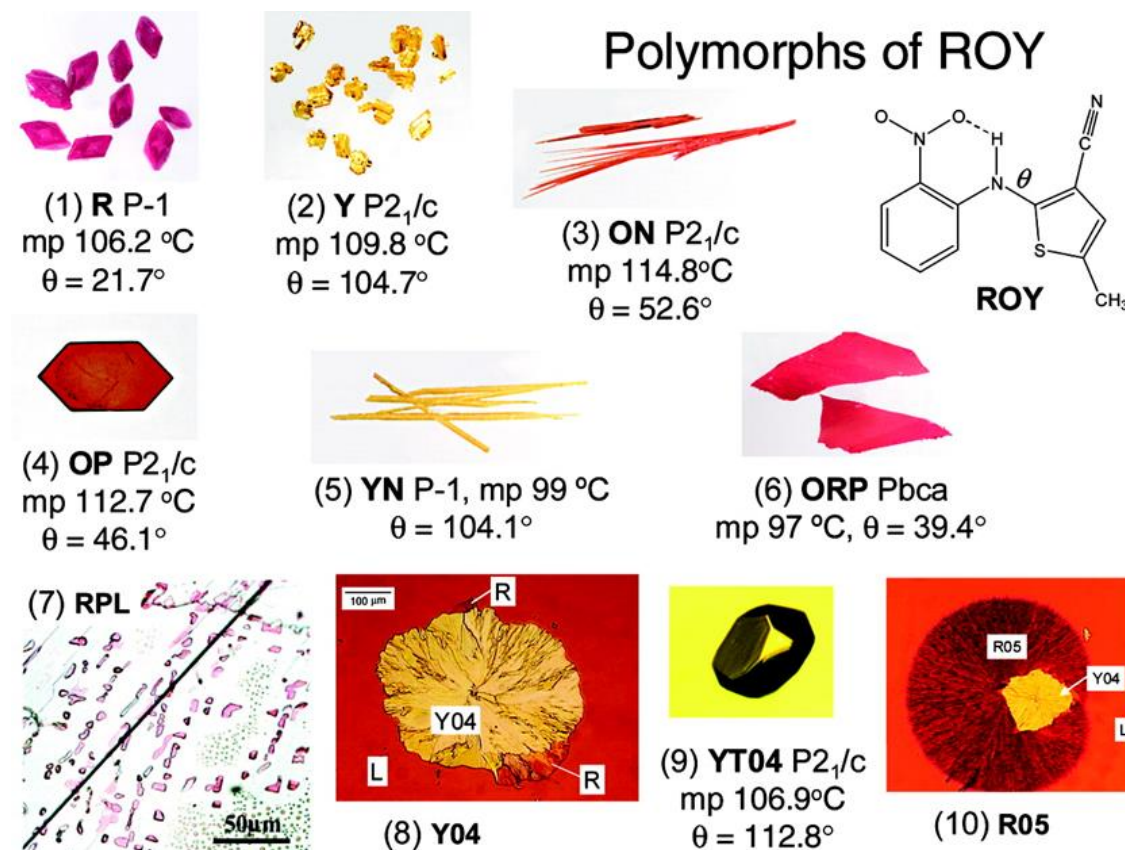 Polymorphs of ROY
(1) R P-1
mp 106.2 °C
θ = 21.7°
(2) Y P2₁/c
mp 109.8 °C
θ = 104.7°
(3) ON P2₁/c
mp 114.8°C
θ = 52.6°
O
O
N
H
N
θ
N
C
S
CH₃
ROY
(4) OP P2₁/c
mp 112.7 °C
θ = 46.1°
(5) YN P-1, mp 99 °C
θ = 104.1°
(6) ORP Pbca
mp 97 °C, θ = 39.4°
(7) RPL
50μm
100 μm
R
Y04
L
R
(8) Y04
(9) YT04 P2₁/c
mp 106.9°C
θ = 112.8°
R05
Y04
L
(10) R05